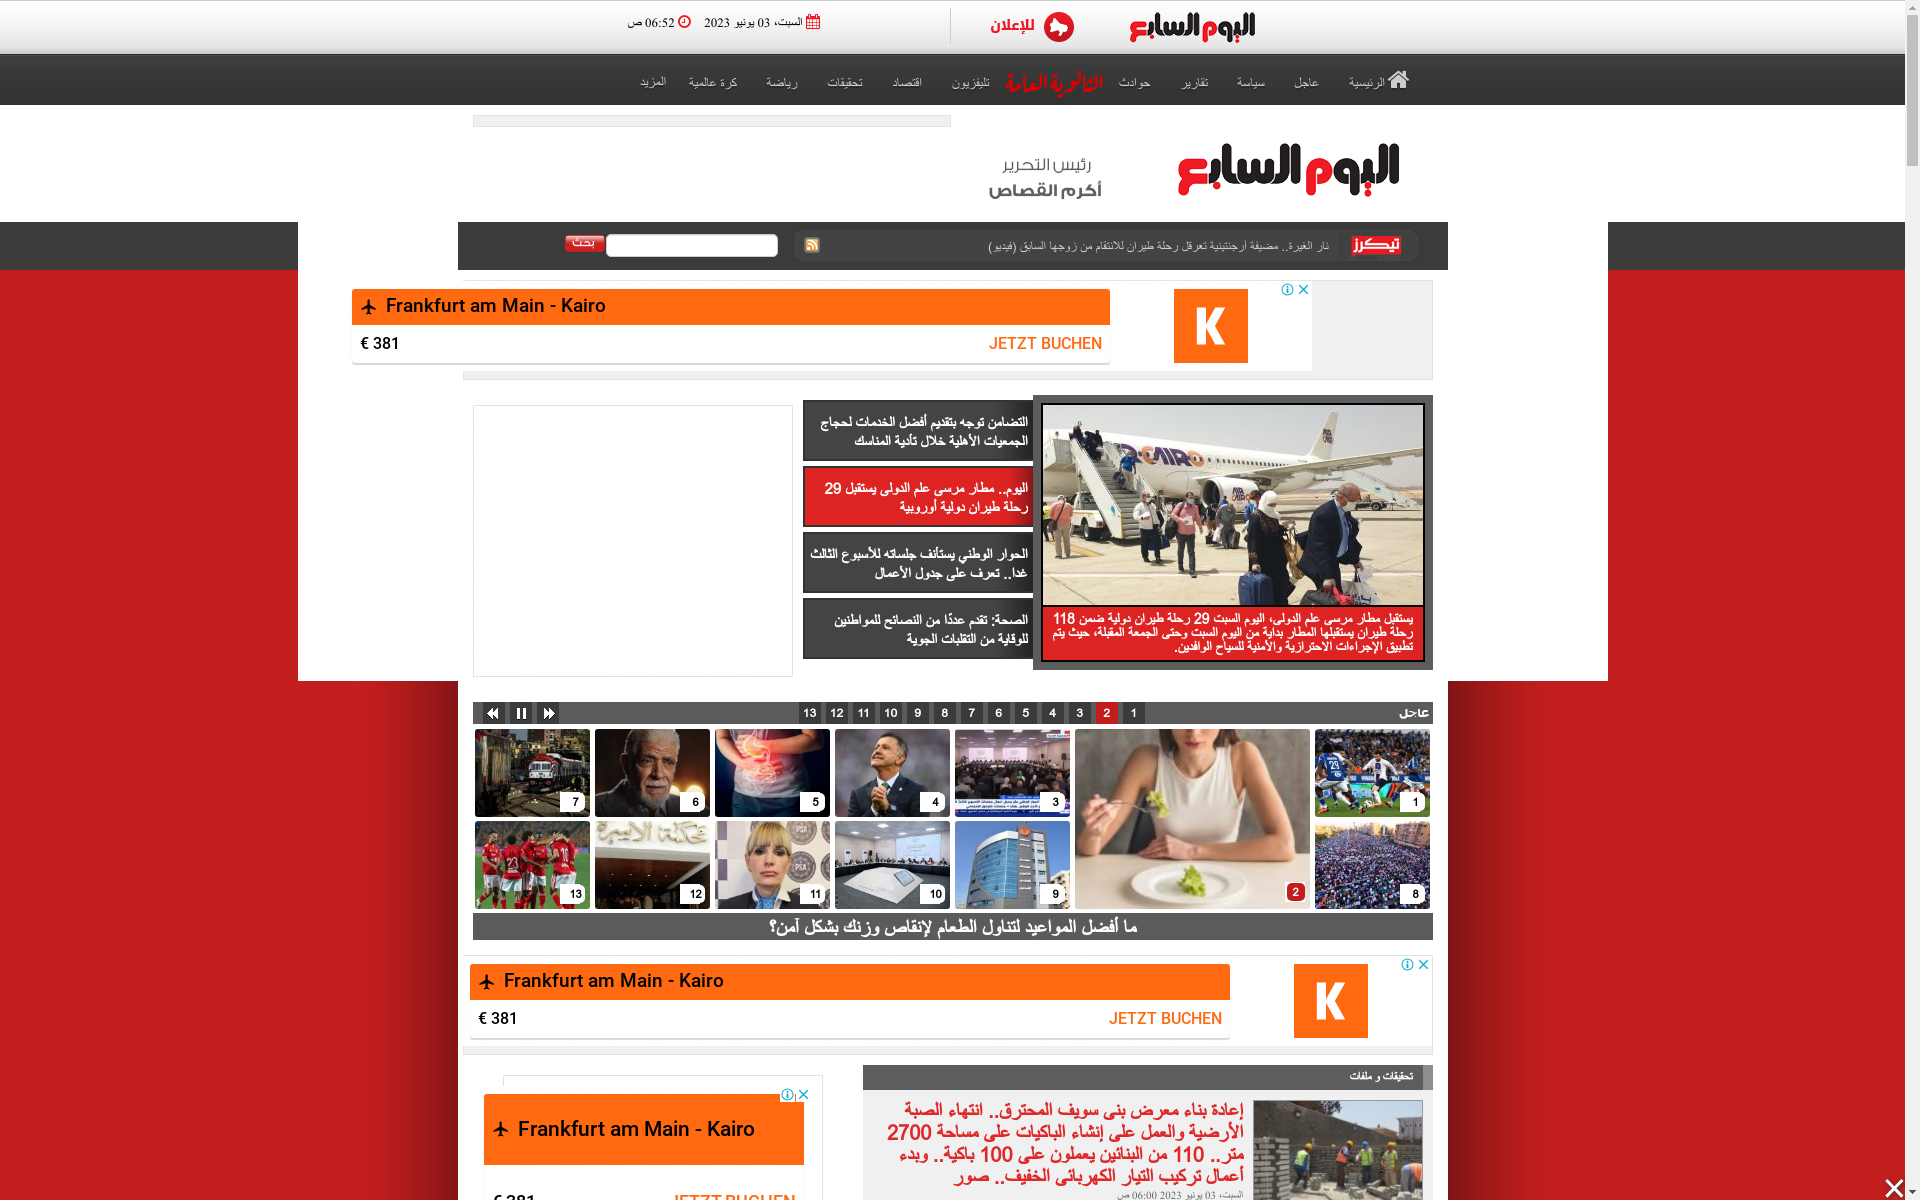 اليوم السابع
للإعلان
السبت، 03 يونيو 2023
06:52 ص
الرئيسية
عاجل
سياسة
تقارير
حوادث
الثانوية العامة
تليفزيون
اقتصاد
تحقيقات
رياضة
كرة عالمية
المزيد
اليوم السابع
رئيس التحرير
أكرم القصاص
تيكرز
نار الغيرة.. مضيفة أرجنتينية تعرقل رحلة طيران للانتقام من زوجها السابق (فيديو)
بحث
Frankfurt am Main - Kairo
€ 381
JETZT BUCHEN
K
التضامن توجه بتقديم أفضل الخدمات لحجاج
الجمعيات الأهلية خلال تأدية المناسك
اليوم.. مطار مرسى علم الدولى يستقبل 29
رحلة طيران دولية أوروبية
الحوار الوطني يستأنف جلساته للأسبوع الثالث
غدا.. تعرف على جدول الأعمال
الصحة: تقدم عددًا من النصائح للمواطنين
للوقاية من التقلبات الجوية
يستقبل مطار مرسى علم الدولى، اليوم السبت 29 رحلة طيران دولية ضمن 118
رحلة طيران يستقبلها المطار بداية من اليوم السبت وحتى الجمعة المقبلة، حيث يتم
تطبيق الإجراءات الاحترازية والأمنية للسياح الوافدين.
عاجل
1 2 3 4 5 6 7 8 9 10 11 12 13
1
2
3
4
5
6
7
8
9
10
11
12
13
ما أفضل المواعيد لتناول الطعام لإنقاص وزنك بشكل آمن؟
Frankfurt am Main - Kairo
€ 381
JETZT BUCHEN
K
تحقيقات و ملفات
إعادة بناء معرض بنى سويف المحترق.. انتهاء الصبة
الأرضية والعمل على إنشاء الباكيات على مساحة 2700
متر.. 110 من البنائين يعملون على 100 باكية.. وبدء
أعمال تركيب التيار الكهربائى الخفيف.. صور
السبت، 03 يونيو 2023 06:00 ص
Frankfurt am Main - Kairo
€ 381
JETZT BUCHEN